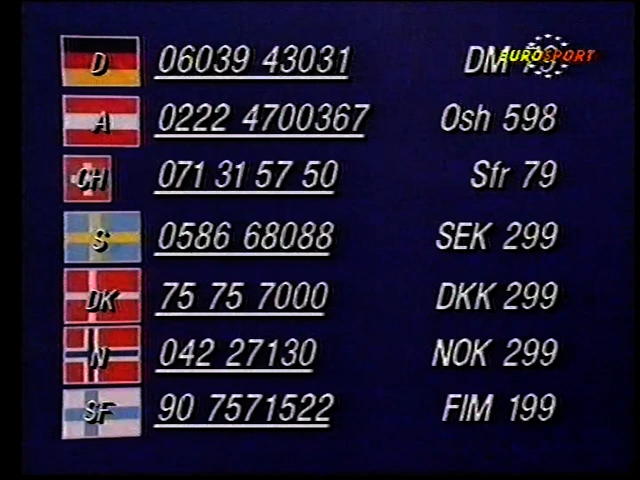 D 06039 43031 DM
EUROSPORT
A 0222 4700367 Osh 598
CH 071 31 57 50 Sfr 79
S 0586 68088 SEK 299
DK 75 75 7000 DKK 299
N 042 27130 NOK 299
SF 90 7571522 FIM 199